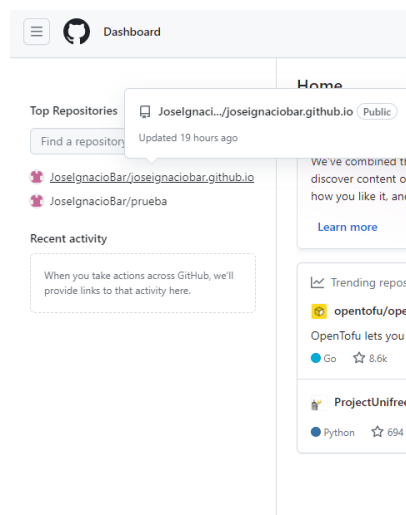 Dashboard
Home
Top Repositories
JoseIgnaci.../joseignaciobar.github.io Public
Updated 19 hours ago
Find a repository
We've combined
discover content
how you like it,
Learn more
JoseIgnacioBar/joseignaciobar.github.io
JoseIgnacioBar/prueba
Recent activity
When you take actions across GitHub, we'll
provide links to that activity here.
Trending repos
opentofu/ope
OpenTofu lets you
Go 8.6k
ProjectUnifree
Python 694